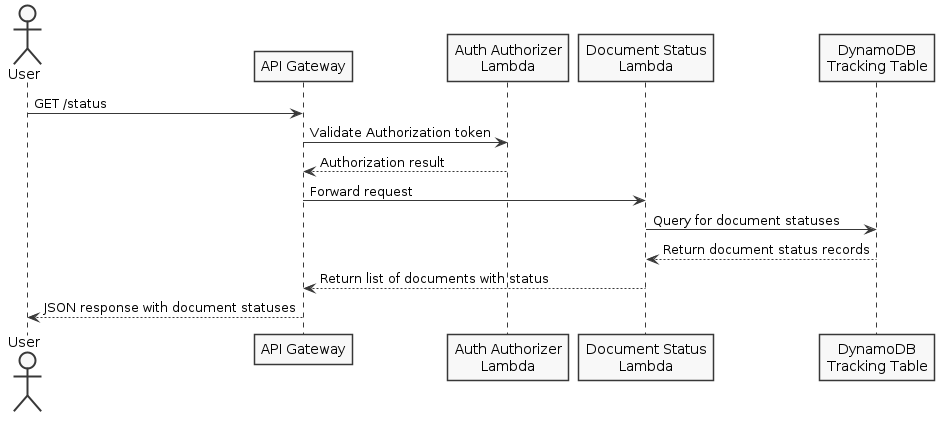 User
API Gateway
Auth Authorizer
Lambda
Document Status
Lambda
DynamoDB
Tracking Table
GET /status
Validate Authorization token
Authorization result
Forward request
Query for document statuses
Return document status records
Return list of documents with status
JSON response with document statuses
User
API Gateway
Auth Authorizer
Lambda
Document Status
Lambda
DynamoDB
Tracking Table